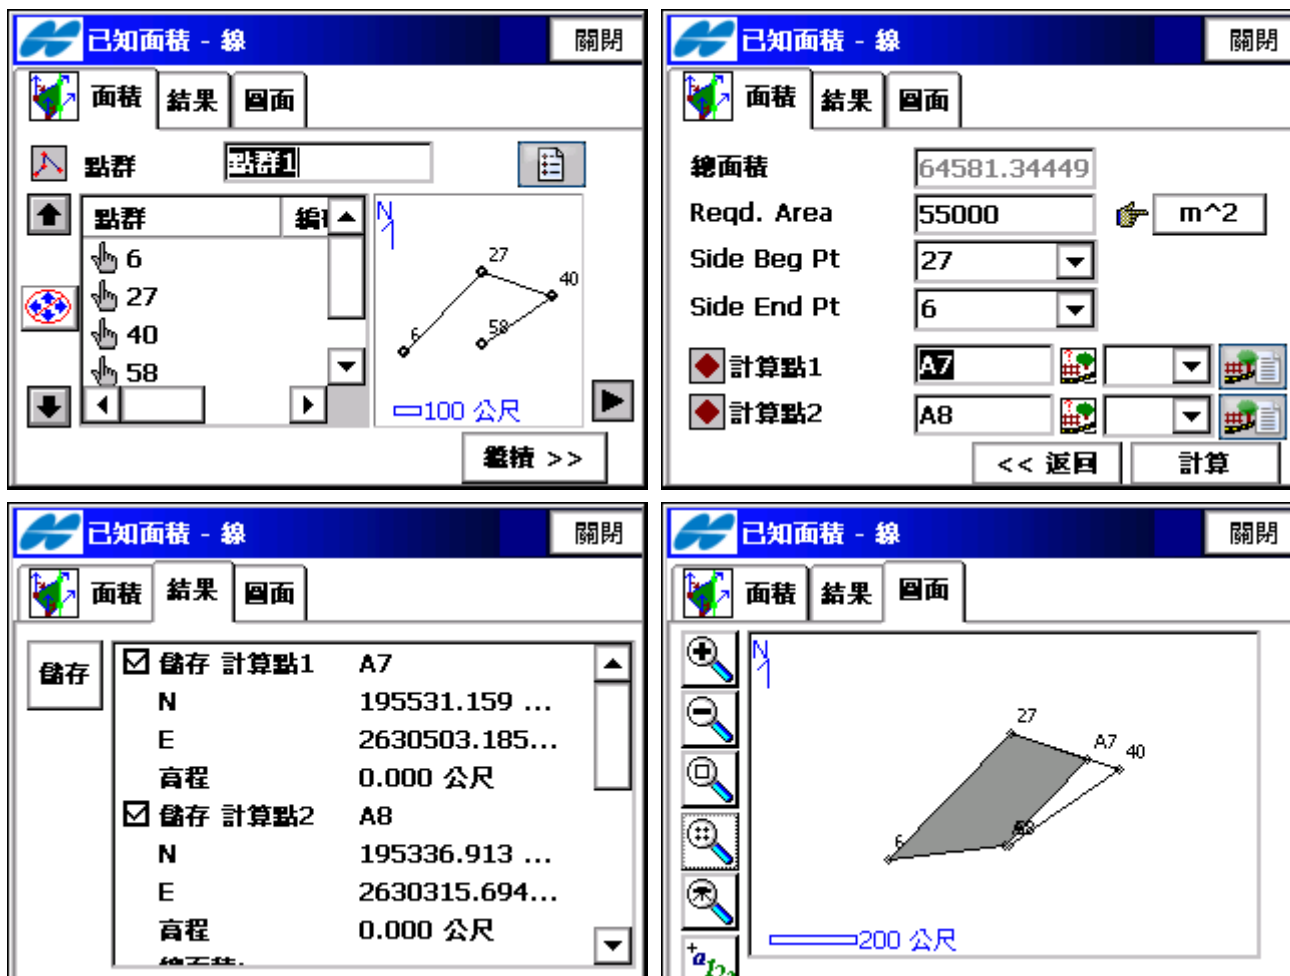 已知面積 - 線
關閉
面積
結果
圖面
點群
點群1
點群
6
27
40
58
N
27
40
6
58
100 公尺
繼續 >>
已知面積 - 線
關閉
面積
結果
圖面
總面積
64581.34449
Reqd. Area
55000
m^2
Side Beg Pt
27
Side End Pt
6
計算點1
A7
計算點2
A8
<< 返回
計算
已知面積 - 線
關閉
面積
結果
圖面
儲存
儲存 計算點1 A7
N 195531.159 ...
E 2630503.185...
高程 0.000 公尺
儲存 計算點2 A8
N 195336.913 ...
E 2630315.694...
高程 0.000 公尺
總面積:
已知面積 - 線
關閉
面積
結果
圖面
N
27
A7
40
6
200 公尺